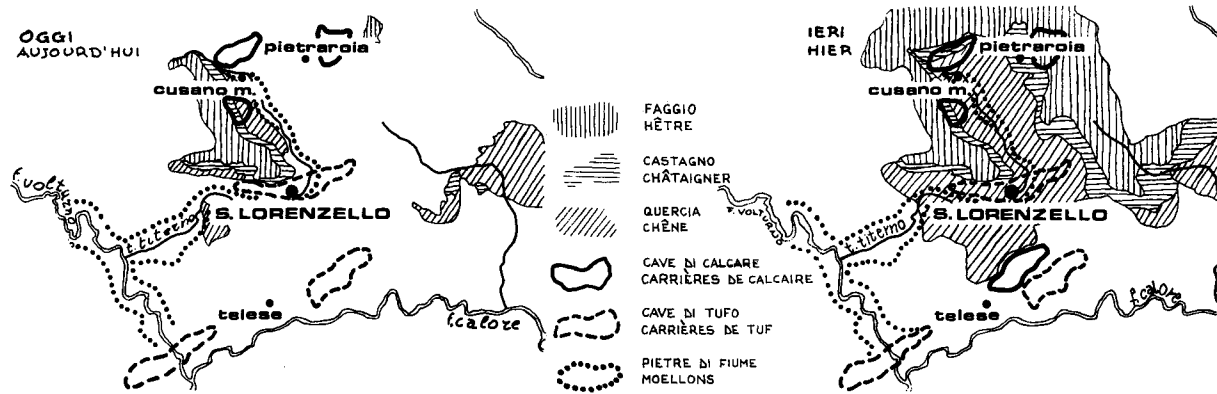 OGGI
AUJOURD'HUI
pietraroia
cusano m.
f. volturno
S. LORENZELLO
t. titerno
telese
f. calore
FAGGIO
HÊTRE
CASTAGNO
CHÂTAIGNER
QUERCIA
CHÊNE
CAVE DI CALCARE
CARRIÈRES DE CALCAIRE
CAVE DI TUFO
CARRIÈRES DE TUF
PIETRE DI FIUME
MOELLONS
IERI
HIER
pietraroia
cusano m.
F. VOLTURNO
S. LORENZELLO
t. titerno
telese
f. calore